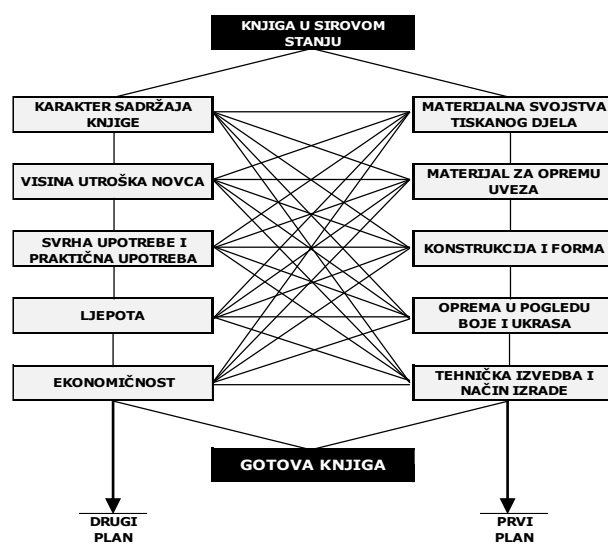 KNJIGA U SIROVOM
STANJU
KARAKTER SADRŽAJA
KNJIGE
MATERIJALNA SVOJSTVA
TISKANOG DJELA
VISINA UTROŠKA NOVCA
MATERIJAL ZA OPREMU
UVEZA
SVRHA UPOTREBE I
PRAKTIČNA UPOTREBA
KONSTRUKCIJA I FORMA
LJEPOTA
OPREMA U POGLEDU
BOJE I UKRASA
EKONOMIČNOST
TEHNIČKA IZVEDBA I
NAČIN IZRADE
GOTOVA KNJIGA
DRUGI
PLAN
PRVI
PLAN